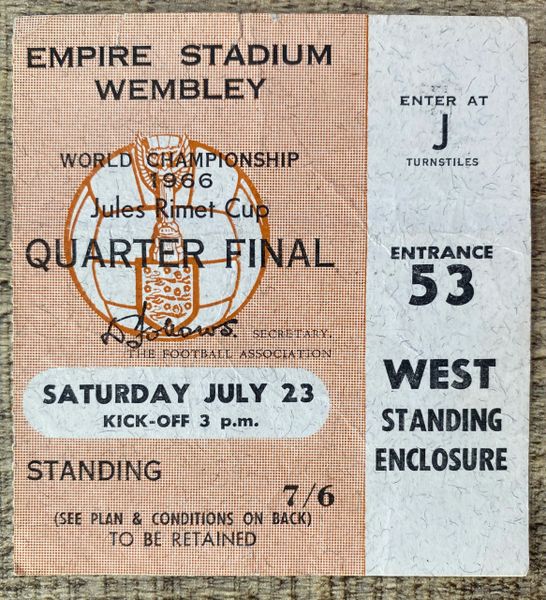 EMPIRE STADIUM
WEMBLEY
WORLD CHAMPIONSHIP
1966
Jules Rimet Cup
QUARTER FINAL
D Follows.
SECRETARY,
THE FOOTBALL ASSOCIATION
SATURDAY JULY 23
KICK-OFF 3 p.m.
STANDING
7/6
(SEE PLAN & CONDITIONS ON BACK)
TO BE RETAINED
ENTER AT
J
TURNSTILES
ENTRANCE
53
WEST
STANDING
ENCLOSURE